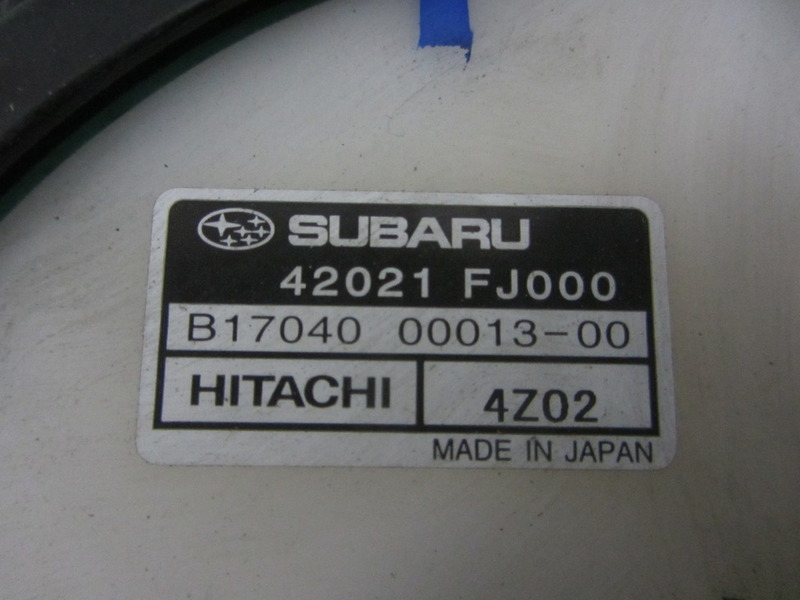 SUBARU
42021 FJ000
B17040 00013-00
HITACHI 4Z02
MADE IN JAPAN